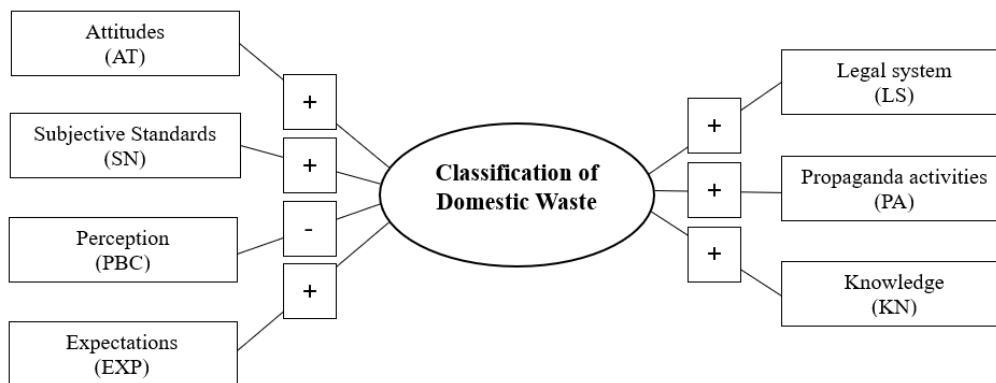 Attitudes
(AT)
+
Subjective Standards
(SN)
+
Perception
(PBC)
-
Expectations
(EXP)
+
Classification of
Domestic Waste
Legal system
(LS)
+
Propaganda activities
(PA)
+
Knowledge
(KN)
+